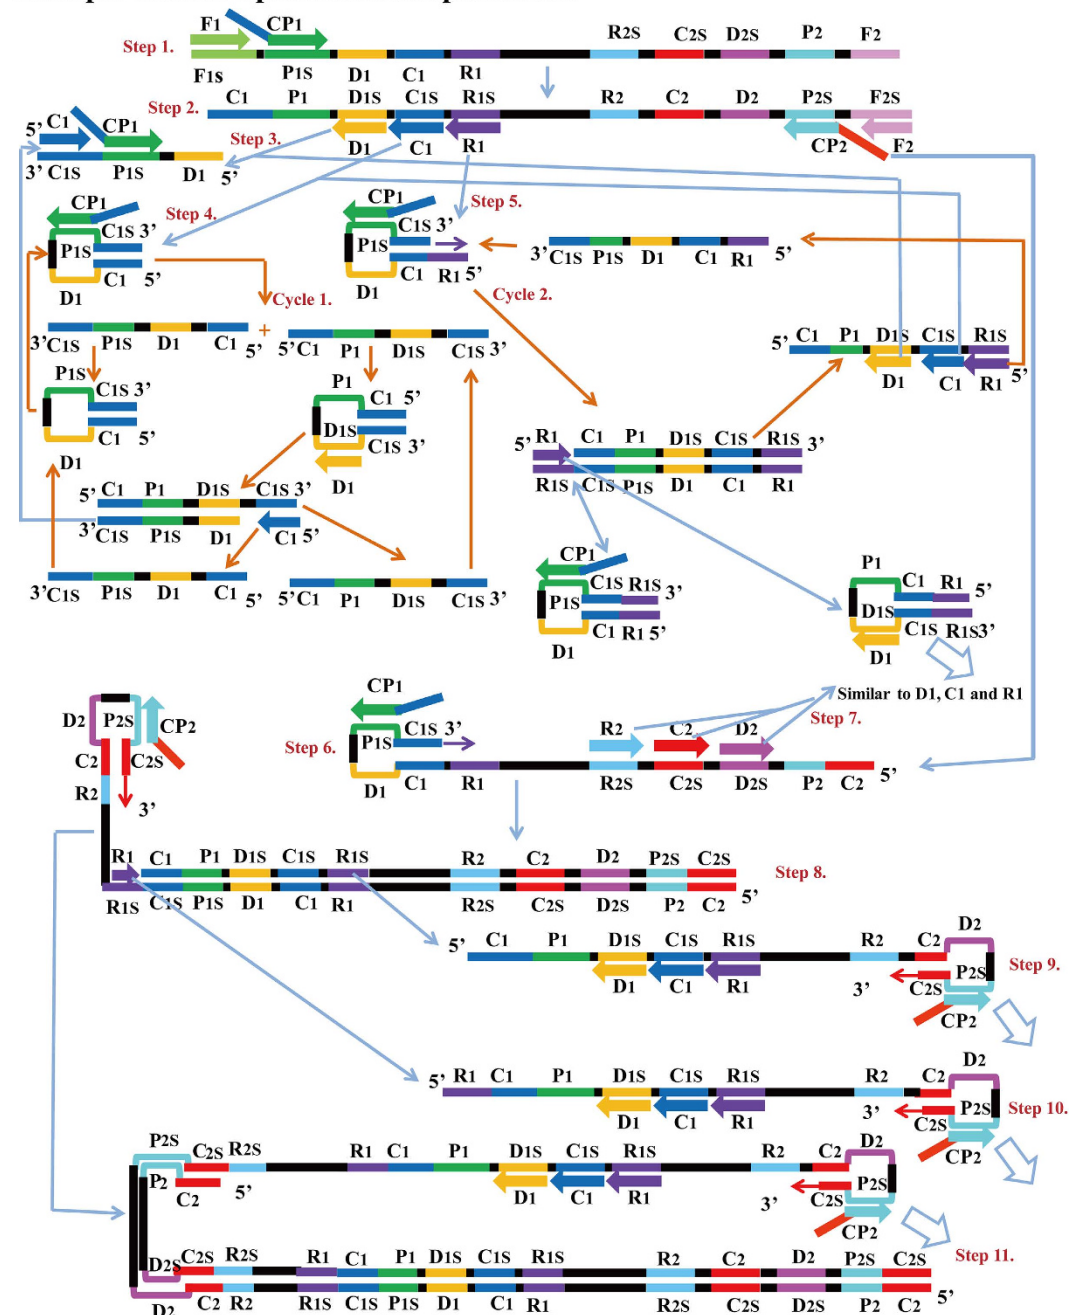 F1 CP1 R2S C2S D2S P2 F2
Step 1.
F1s P1S D1 C1 R1
Step 2. C1 P1 D1S C1S R1S R2 C2 D2 P2S F2S
5’ C1 CP1 Step 3. D1 C1 R1 CP2 F2
3’ C1S P1S D1 5’
CP1 Step 4. CP1 Step 5.
C1S 3’ C1S 3’
P1S P1S 3’ C1S P1S D1 C1 R1 5’
C1 5’ C1 R1 5’
D1 D1
Cycle 1. Cycle 2.
3’ C1S P1S D1 C1 5’ + 5’ C1 P1 D1S C1S 3’
C1 P1 D1S C1S R1S
D1 C1 R1 5’
P1S C1S 3’ P1 C1 5’
C1 5’ D1S C1S 3’
D1 D1
5’ R1 C1 P1 D1S C1S R1S 3’
R1S C1S P1S D1 C1 R1
5’ C1 P1 D1S C1S 3’
3’ C1S P1S D1 C1 5’
3’ C1S P1S D1 C1 5’ 5’ C1 P1 D1S C1S 3’
CP1 C1S R1S 3’ P1 C1 R1 5’
P1S D1S
C1 R1 5’ C1S R1S 3’
D1 D1
Similar to D1, C1 and R1
D2 P2S CP2 CP1 R2 C2 D2 Step 7.
C2 C2S Step 6. P1S C1S 3’
R2 3’ D1 C1 R1 R2S C2S D2S P2 C2 5’
R1 C1 P1 D1S C1S R1S R2 C2 D2 P2S C2S Step 8.
R1S C1S P1S D1 C1 R1 R2S C2S D2S P2 C2 5’
5’ C1 P1 D1S C1S R1S R2 C2 D2
D1 C1 R1 3’ C2S P2S Step 9.
CP2
5’ R1 C1 P1 D1S C1S R1S R2 C2 D2
D1 C1 R1 3’ C2S P2S Step 10.
CP2
P2S C2S R2S R1 C1 P1 D1S C1S R1S R2 C2 D2
P2 C2 5’ D1 C1 R1 3’ C2S P2S
CP2
Step 11.
D2S C2S R2S R1 C1 P1 D1S C1S R1S R2 C2 D2 P2S C2S
D2 C2 R2 R1S C1S P1S D1 C1 R1 R2S C2S D2S P2 C2 5’